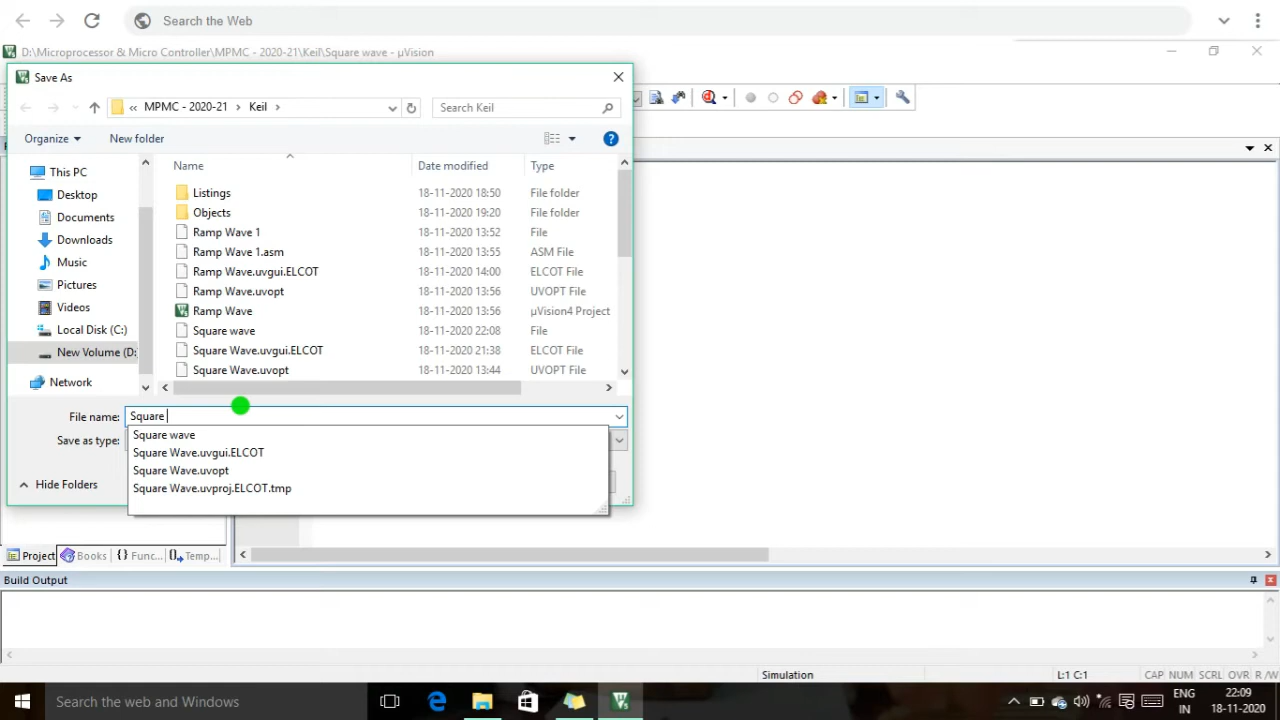 Search the Web
D:\Microprocessor & Micro Controller\MPMC - 2020-21\Keil\Square wave - µVision
Save As
« MPMC - 2020-21 › Keil ›
Search Keil
Organize
New folder
Name
Date modified
Type
This PC
Desktop
Documents
Downloads
Music
Pictures
Videos
Local Disk (C:)
New Volume (D:
Network
Listings 18-11-2020 18:50 File folder
Objects 18-11-2020 19:20 File folder
Ramp Wave 1 18-11-2020 13:52 File
Ramp Wave 1.asm 18-11-2020 13:55 ASM File
Ramp Wave.uvgui.ELCOT 18-11-2020 14:00 ELCOT File
Ramp Wave.uvopt 18-11-2020 13:56 UVOPT File
Ramp Wave 18-11-2020 13:56 µVision4 Project
Square wave 18-11-2020 22:08 File
Square Wave.uvgui.ELCOT 18-11-2020 21:38 ELCOT File
Square Wave.uvopt 18-11-2020 13:44 UVOPT File
File name: Square
Save as type:
Square wave
Square Wave.uvgui.ELCOT
Square Wave.uvopt
Square Wave.uvproj.ELCOT.tmp
Hide Folders
Project
Books
{} Func...
Temp...
Build Output
Simulation
L:1 C:1
CAP NUM SCRL OVR R /W
Search the web and Windows
ENG
IN
22:09
18-11-2020